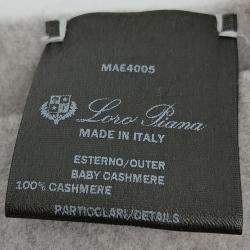 MAE4005
Loro Piana
MADE IN ITALY
ESTERNO/OUTER
BABY CASHMERE
100% CASHMERE
PARTICOLARI/DETAILS